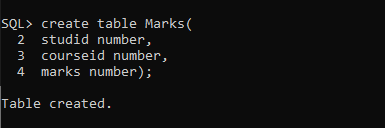 SQL> create table Marks(
  2  studid number,
  3  courseid number,
  4  marks number);
Table created.